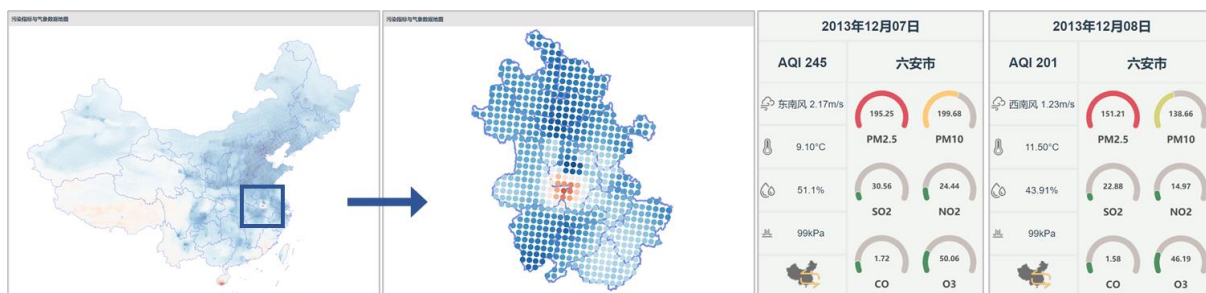 污染指标与气象数据地图
污染指标与气象数据地图
2013年12月07日
AQI 245
六安市
东南风 2.17m/s
9.10°C
51.1%
99kPa
195.25
PM2.5
199.68
PM10
30.56
SO2
24.44
NO2
1.72
CO
50.06
O3
2013年12月08日
AQI 201
六安市
西南风 1.23m/s
11.50°C
43.91%
99kPa
151.21
PM2.5
138.66
PM10
22.88
SO2
14.97
NO2
1.58
CO
46.19
O3